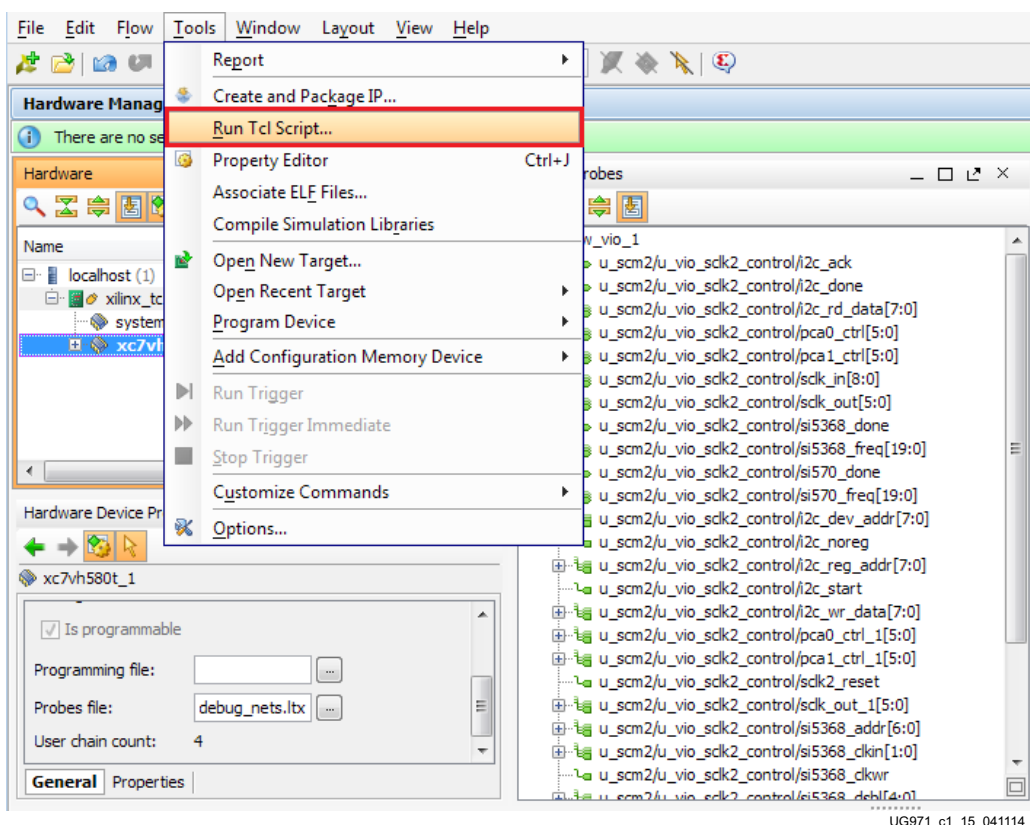 File Edit Flow Tools Window Layout View Help
Report
Create and Package IP...
Run Tcl Script...
Property Editor Ctrl+J
Associate ELF Files...
Compile Simulation Libraries
Open New Target...
Open Recent Target
Program Device
Add Configuration Memory Device
Run Trigger
Run Trigger Immediate
Stop Trigger
Customize Commands
Options...
Hardware Manag
There are no se
Hardware
Name
localhost (1)
xilinx_tc
system
xc7vh
Hardware Device Pr
xc7vh580t_1
Is programmable
Programming file:
Probes file: debug_nets.ltx
User chain count: 4
General Properties
robes
w_vio_1
u_scm2/u_vio_sclk2_control/i2c_ack
u_scm2/u_vio_sclk2_control/i2c_done
u_scm2/u_vio_sclk2_control/i2c_rd_data[7:0]
u_scm2/u_vio_sclk2_control/pca0_ctrl[5:0]
u_scm2/u_vio_sclk2_control/pca1_ctrl[5:0]
u_scm2/u_vio_sclk2_control/sclk_in[8:0]
u_scm2/u_vio_sclk2_control/sclk_out[5:0]
u_scm2/u_vio_sclk2_control/si5368_done
u_scm2/u_vio_sclk2_control/si5368_freq[19:0]
u_scm2/u_vio_sclk2_control/si570_done
u_scm2/u_vio_sclk2_control/si570_freq[19:0]
u_scm2/u_vio_sclk2_control/i2c_dev_addr[7:0]
u_scm2/u_vio_sclk2_control/i2c_noreg
u_scm2/u_vio_sclk2_control/i2c_reg_addr[7:0]
u_scm2/u_vio_sclk2_control/i2c_start
u_scm2/u_vio_sclk2_control/i2c_wr_data[7:0]
u_scm2/u_vio_sclk2_control/pca0_ctrl_1[5:0]
u_scm2/u_vio_sclk2_control/pca1_ctrl_1[5:0]
u_scm2/u_vio_sclk2_control/sclk2_reset
u_scm2/u_vio_sclk2_control/sclk_out_1[5:0]
u_scm2/u_vio_sclk2_control/si5368_addr[6:0]
u_scm2/u_vio_sclk2_control/si5368_clkin[1:0]
u_scm2/u_vio_sclk2_control/si5368_clkwr
u_scm2/u_vio_sclk2_control/si5368_dsbl[4:0]
UG971_c1_15_041114